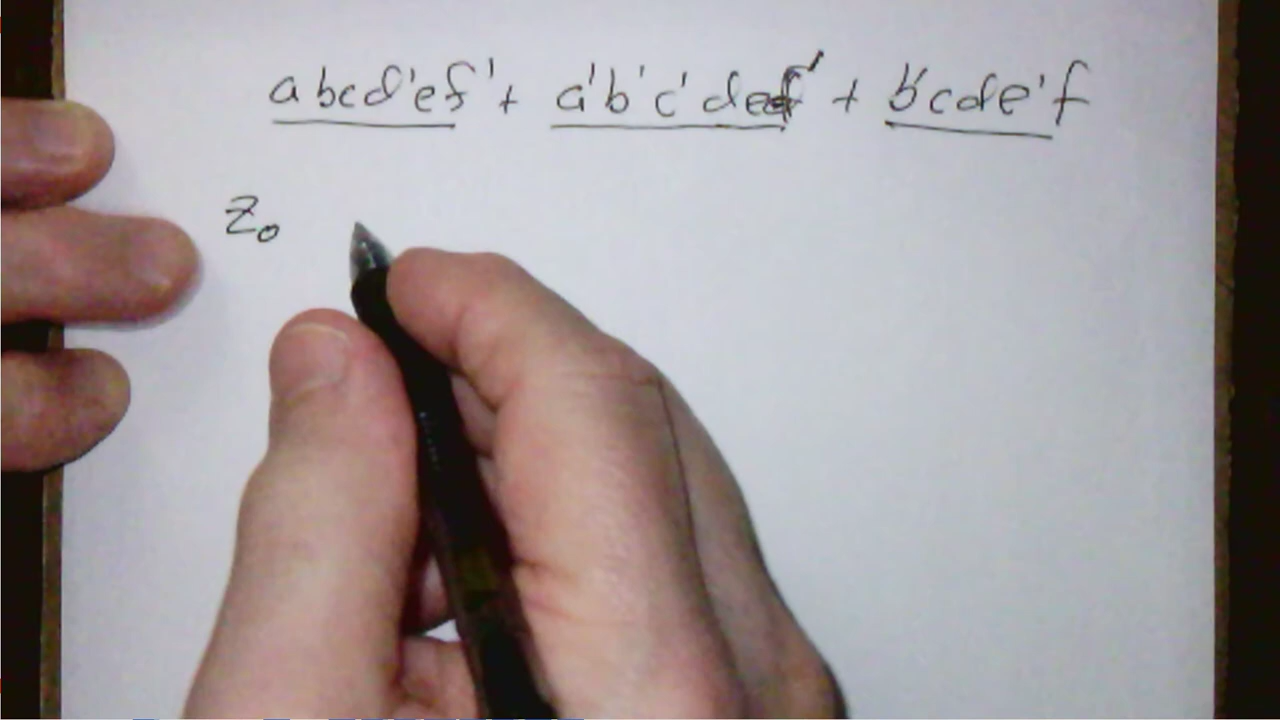 abcd'ef' + a'b'c'def' + b'cde'f
Z₀